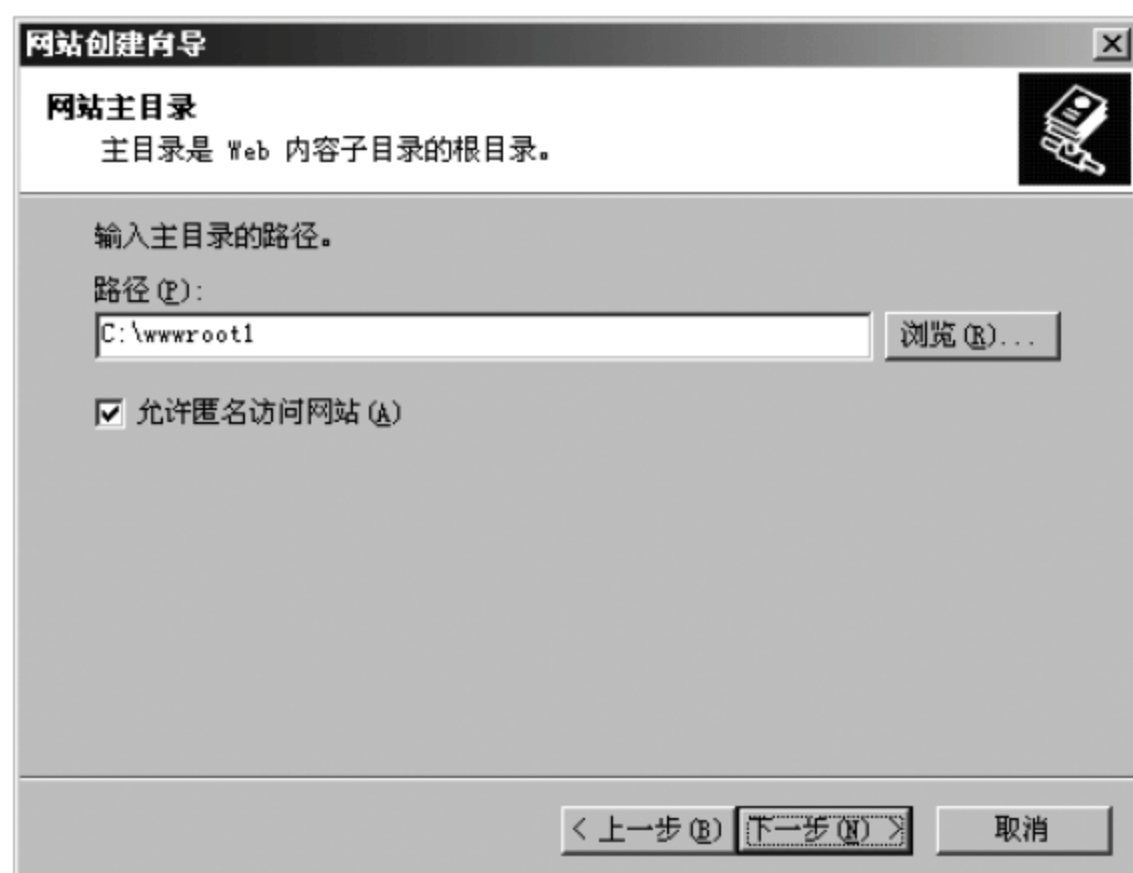 网站创建向导
网站主目录
主目录是 Web 内容子目录的根目录。
输入主目录的路径。
路径(P):
C:\wwwroot1
浏览(R)...
允许匿名访问网站(A)
< 上一步(B)
下一步(N) >
取消